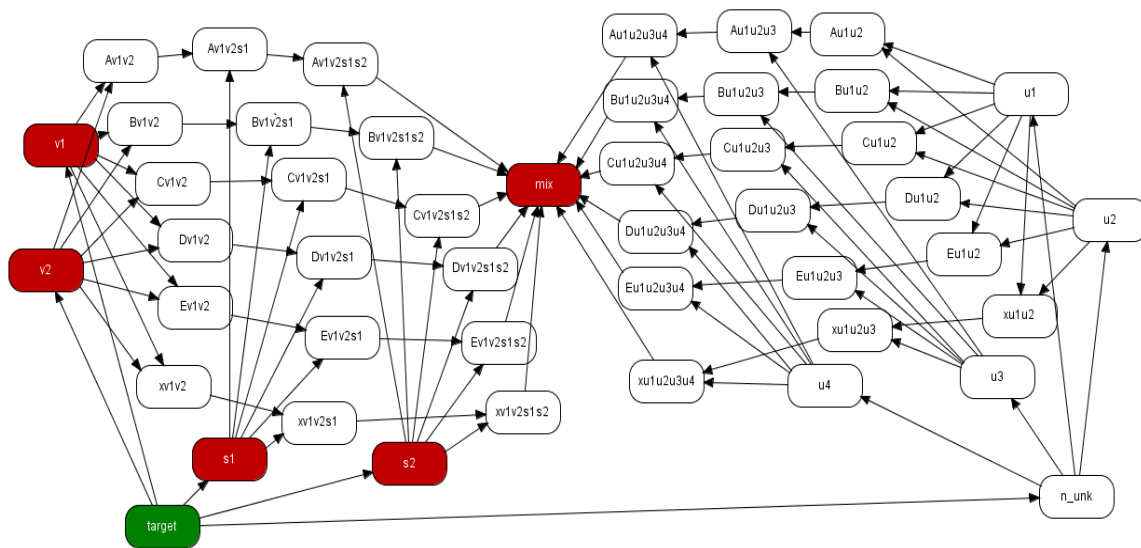 Av1v2
Av1v2s1
Av1v2s1s2
Au1u2u3u4
Au1u2u3
Au1u2
Bv1v2
Bv1v2s1
Bv1v2s1s2
Bu1u2u3u4
Bu1u2u3
Bu1u2
u1
v1
Cv1v2
Cv1v2s1
Cv1v2s1s2
mix
Cu1u2u3u4
Cu1u2u3
Cu1u2
v2
Dv1v2
Dv1v2s1
Dv1v2s1s2
Du1u2u3u4
Du1u2u3
Du1u2
u2
Ev1v2
Ev1v2s1
Ev1v2s1s2
Eu1u2u3u4
Eu1u2u3
Eu1u2
xv1v2
xv1v2s1
xv1v2s1s2
xu1u2u3u4
xu1u2u3
xu1u2
s1
s2
u4
u3
target
n_unk